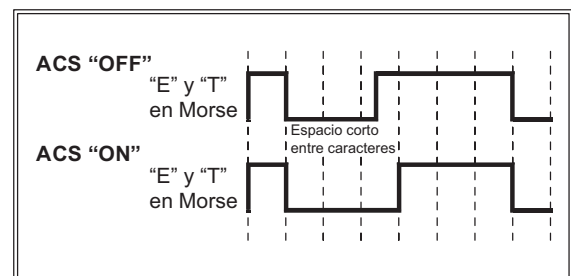 ACS “OFF”
“E” y “T”
en Morse
Espacio corto
entre caracteres
ACS “ON”
“E” y “T”
en Morse